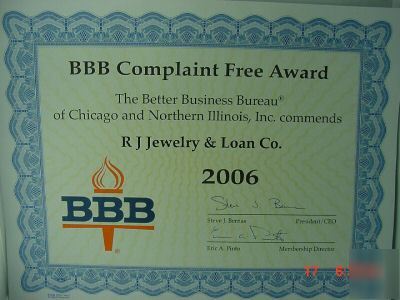 BBB Complaint Free Award
The Better Business Bureau®
of Chicago and Northern Illinois, Inc. commends
R J Jewelry & Loan Co.
2006
BBB®
Steve J. Bernas President/CEO
Eric A. Pinto Membership Director